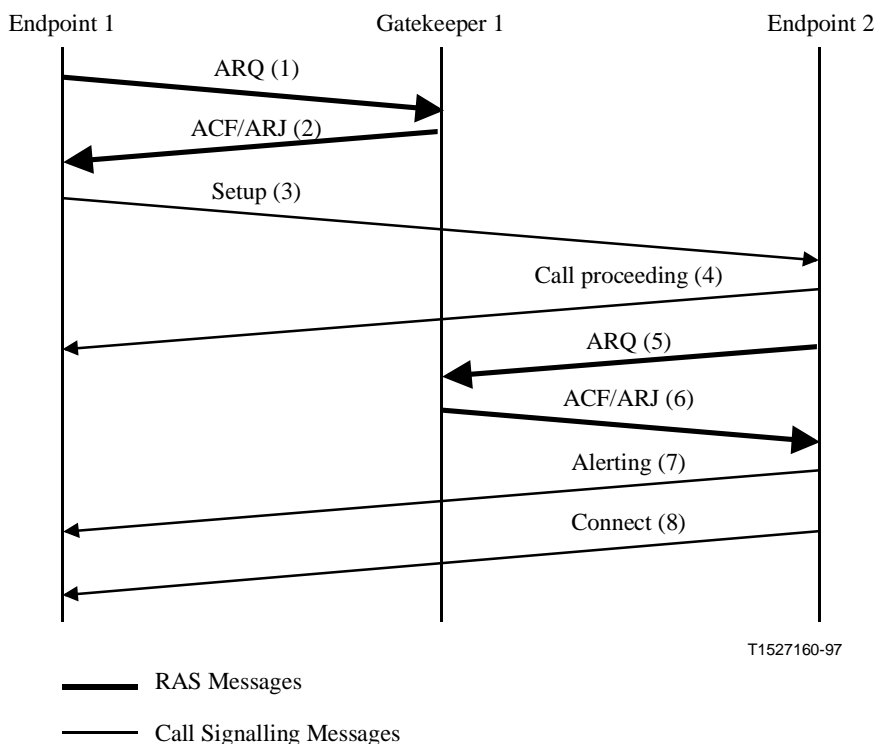 Endpoint 1 Gatekeeper 1 Endpoint 2
ARQ (1)
ACF/ARJ (2)
Setup (3)
Call proceeding (4)
ARQ (5)
ACF/ARJ (6)
Alerting (7)
Connect (8)
T1527160-97
RAS Messages
Call Signalling Messages